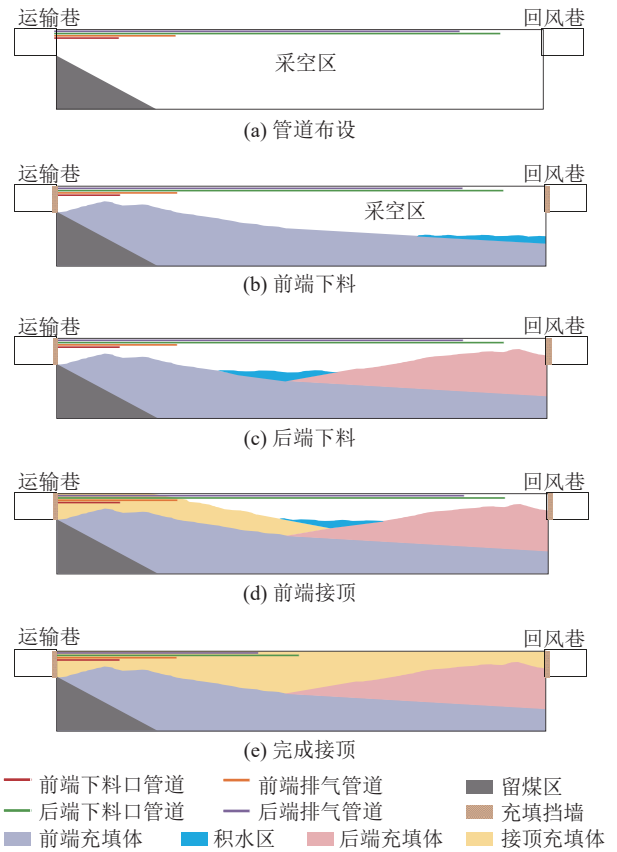 运输巷 回风巷
采空区
(a) 管道布设
运输巷 回风巷
采空区
(b) 前端下料
运输巷 回风巷
(c) 后端下料
运输巷 回风巷
(d) 前端接顶
运输巷 回风巷
(e) 完成接顶
前端下料口管道 前端排气管道 留煤区
后端下料口管道 后端排气管道 充填挡墙
前端充填体 积水区 后端充填体 接顶充填体